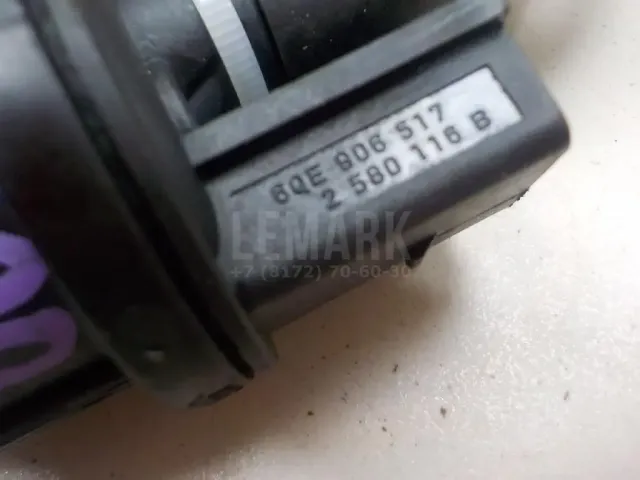 6QE 906 517
2 580 116 B
LEMARK
+7 (8172) 70-60-30